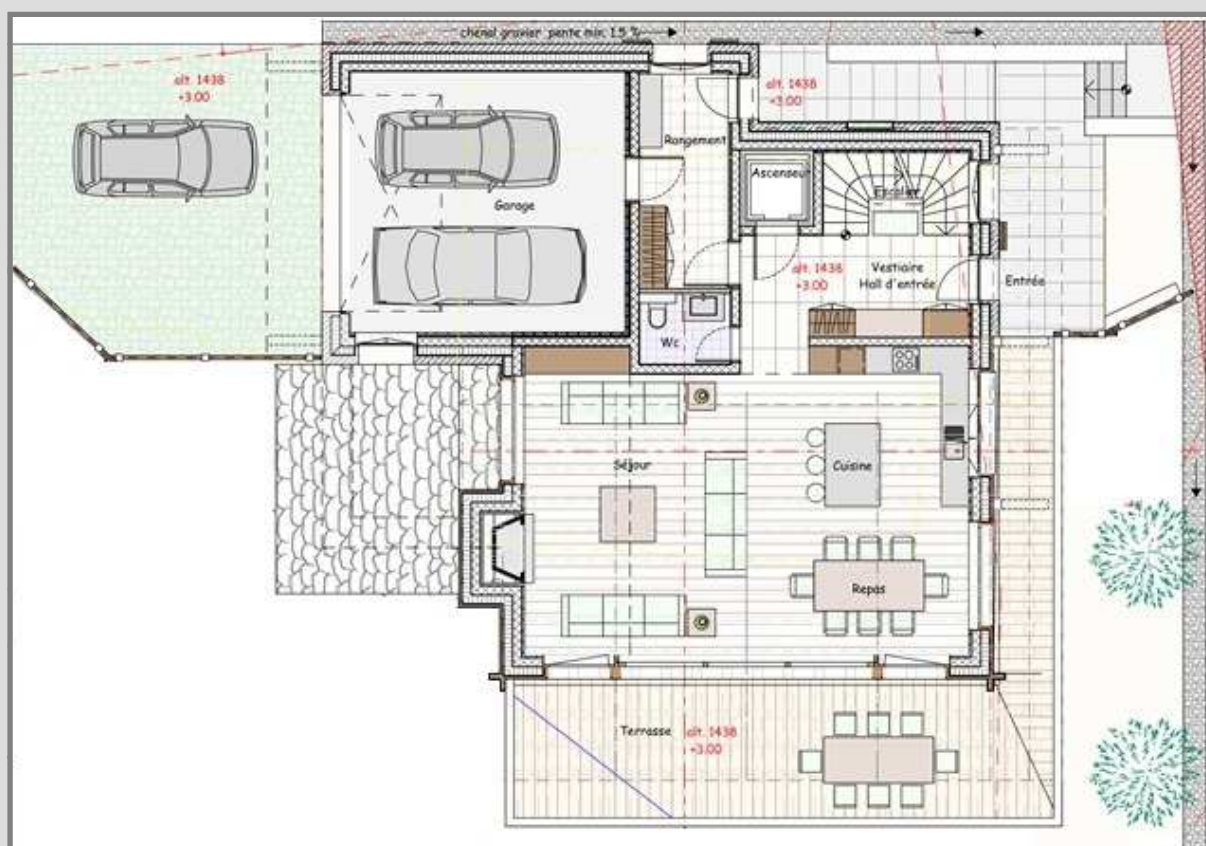 chenal gravier pente min. 1.5 %
alt. 1438
+3.00
alt. 1438
+3.00
Rangement
Ascenseur
Escalier
Garage
alt. 1438
+3.00
Vestiaire
Hall d'entrée
Entrée
Wc
Séjour
Cuisine
Repas
Terrasse
alt. 1438
+3.00